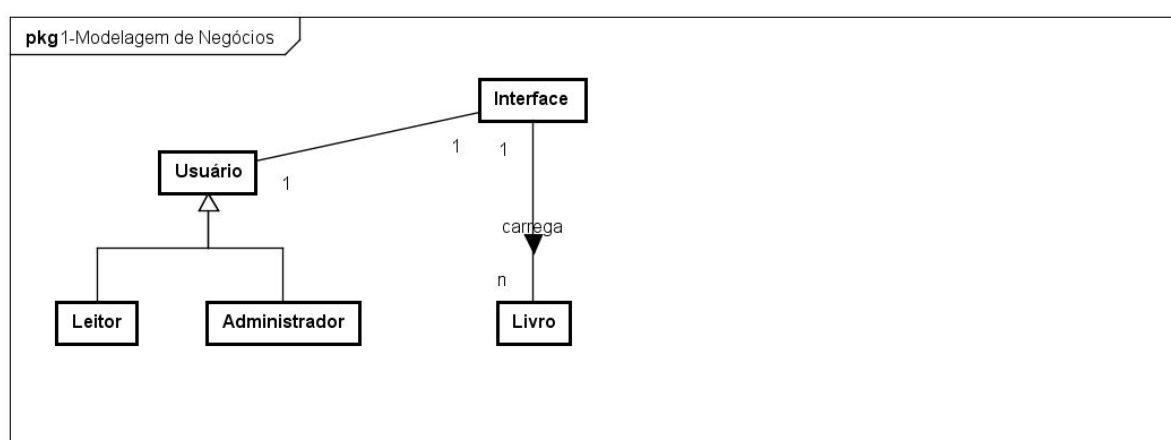 pkg 1-Modelagem de Negócios
Interface
1
1
Usuário
1
carrega
n
Leitor
Administrador
Livro